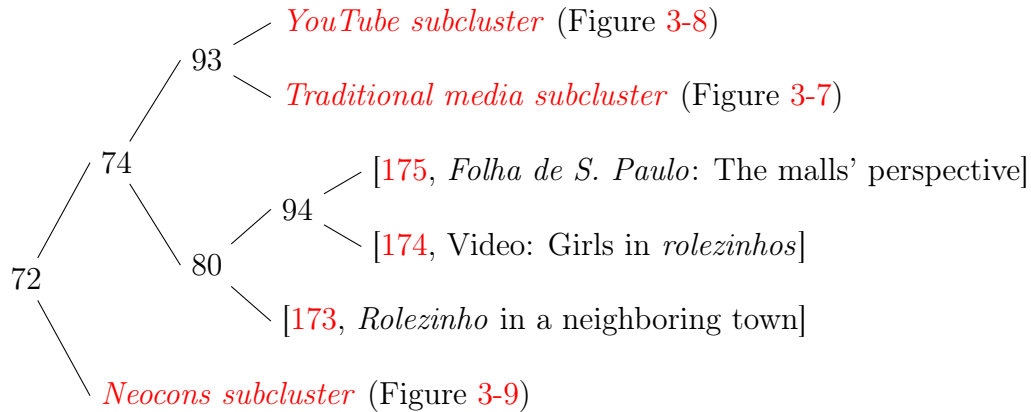 YouTube subcluster (Figure 3-8)
93
Traditional media subcluster (Figure 3-7)
74
[175, Folha de S. Paulo: The malls' perspective]
94
[174, Video: Girls in rolezinhos]
80
72
[173, Rolezinho in a neighboring town]
Neocons subcluster (Figure 3-9)